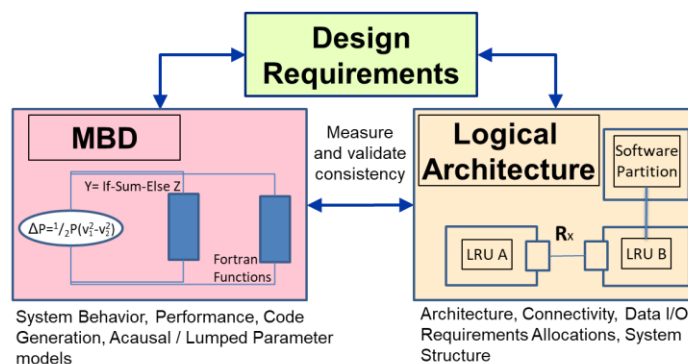 Design
Requirements
MBD
Y= If-Sum-Else Z
ΔP=¹/₂P(v₁²-v₂²)
Fortran
Functions
Measure
and validate
consistency
Logical
Architecture
Software
Partition
Rx
LRU A
LRU B
System Behavior, Performance, Code
Generation, Acausal / Lumped Parameter
models
Architecture, Connectivity, Data I/O
Requirements Allocations, System
Structure